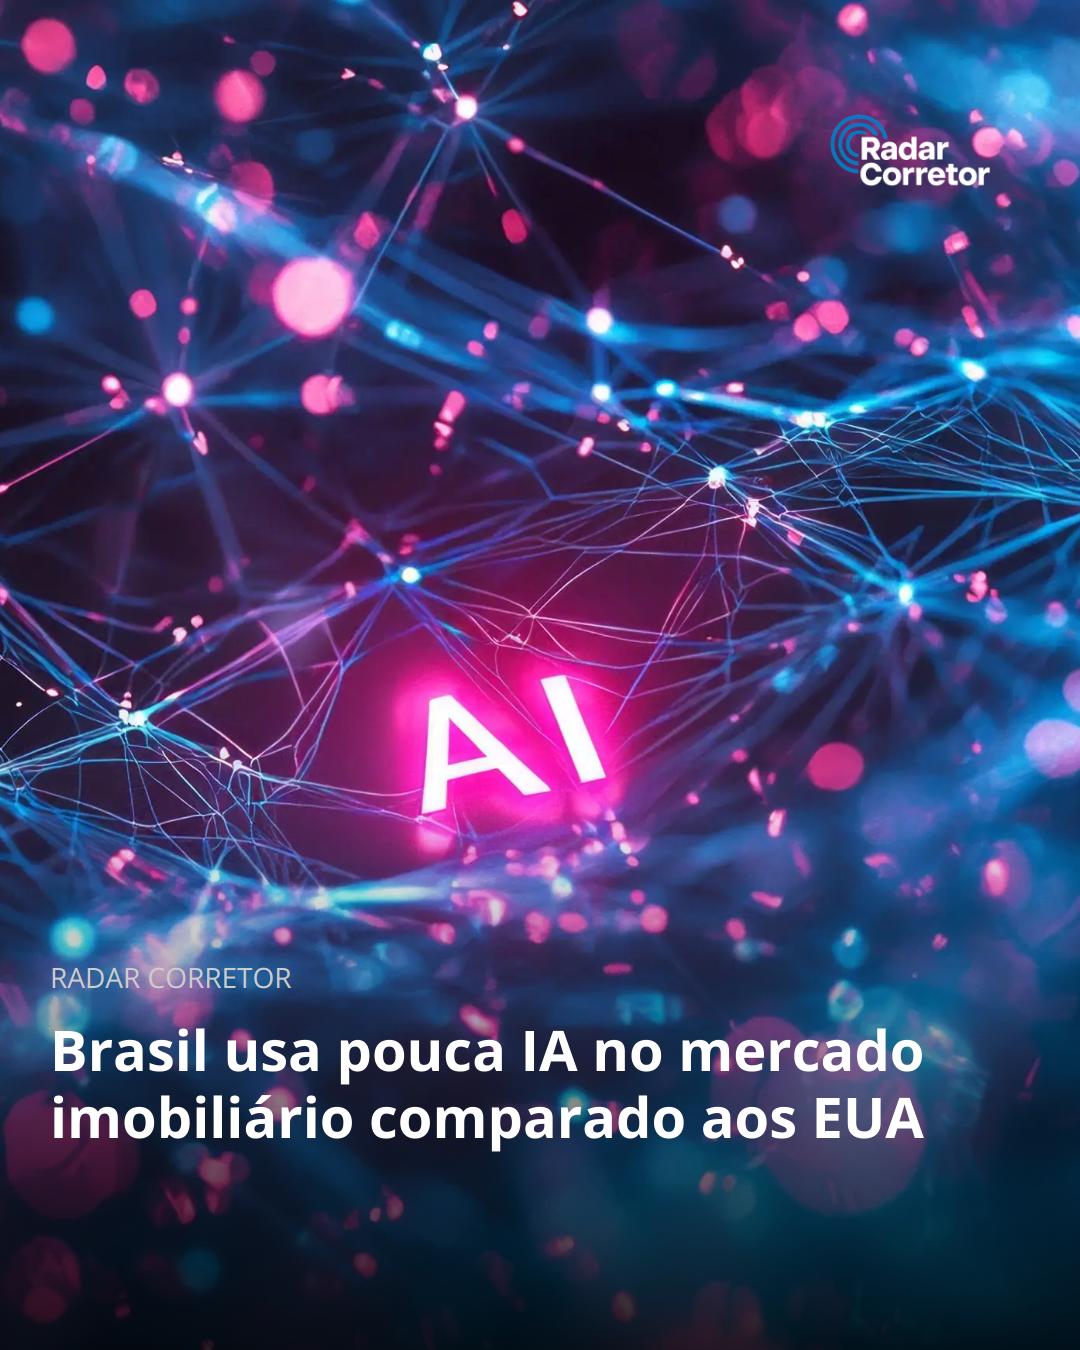 Radar
Corretor
AI
RADAR CORRETOR
Brasil usa pouca IA no mercado
imobiliário comparado aos EUA